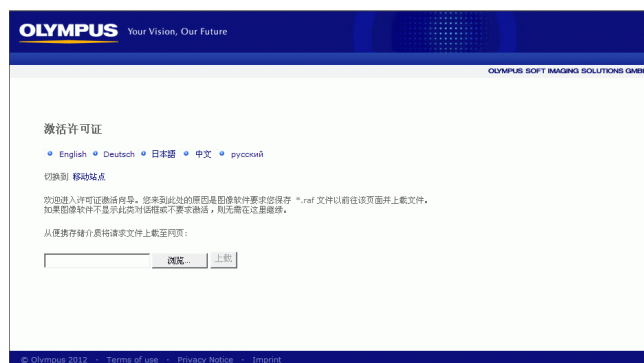 OLYMPUS Your Vision, Our Future
OLYMPUS SOFT IMAGING SOLUTIONS GMBH
激活许可证
English Deutsch 日本語 中文 русский
切换到 移动站点
欢迎进入许可证激活向导。您来到此处的原因是图像软件要求您保存 *.raf 文件以前往该页面并上载文件。
如果图像软件不显示此类对话框或不要求激活，则无需在这里继续。
从便携存储介质将请求文件上载至网页:
浏览... 上载
© Olympus 2012 · Terms of use · Privacy Notice · Imprint